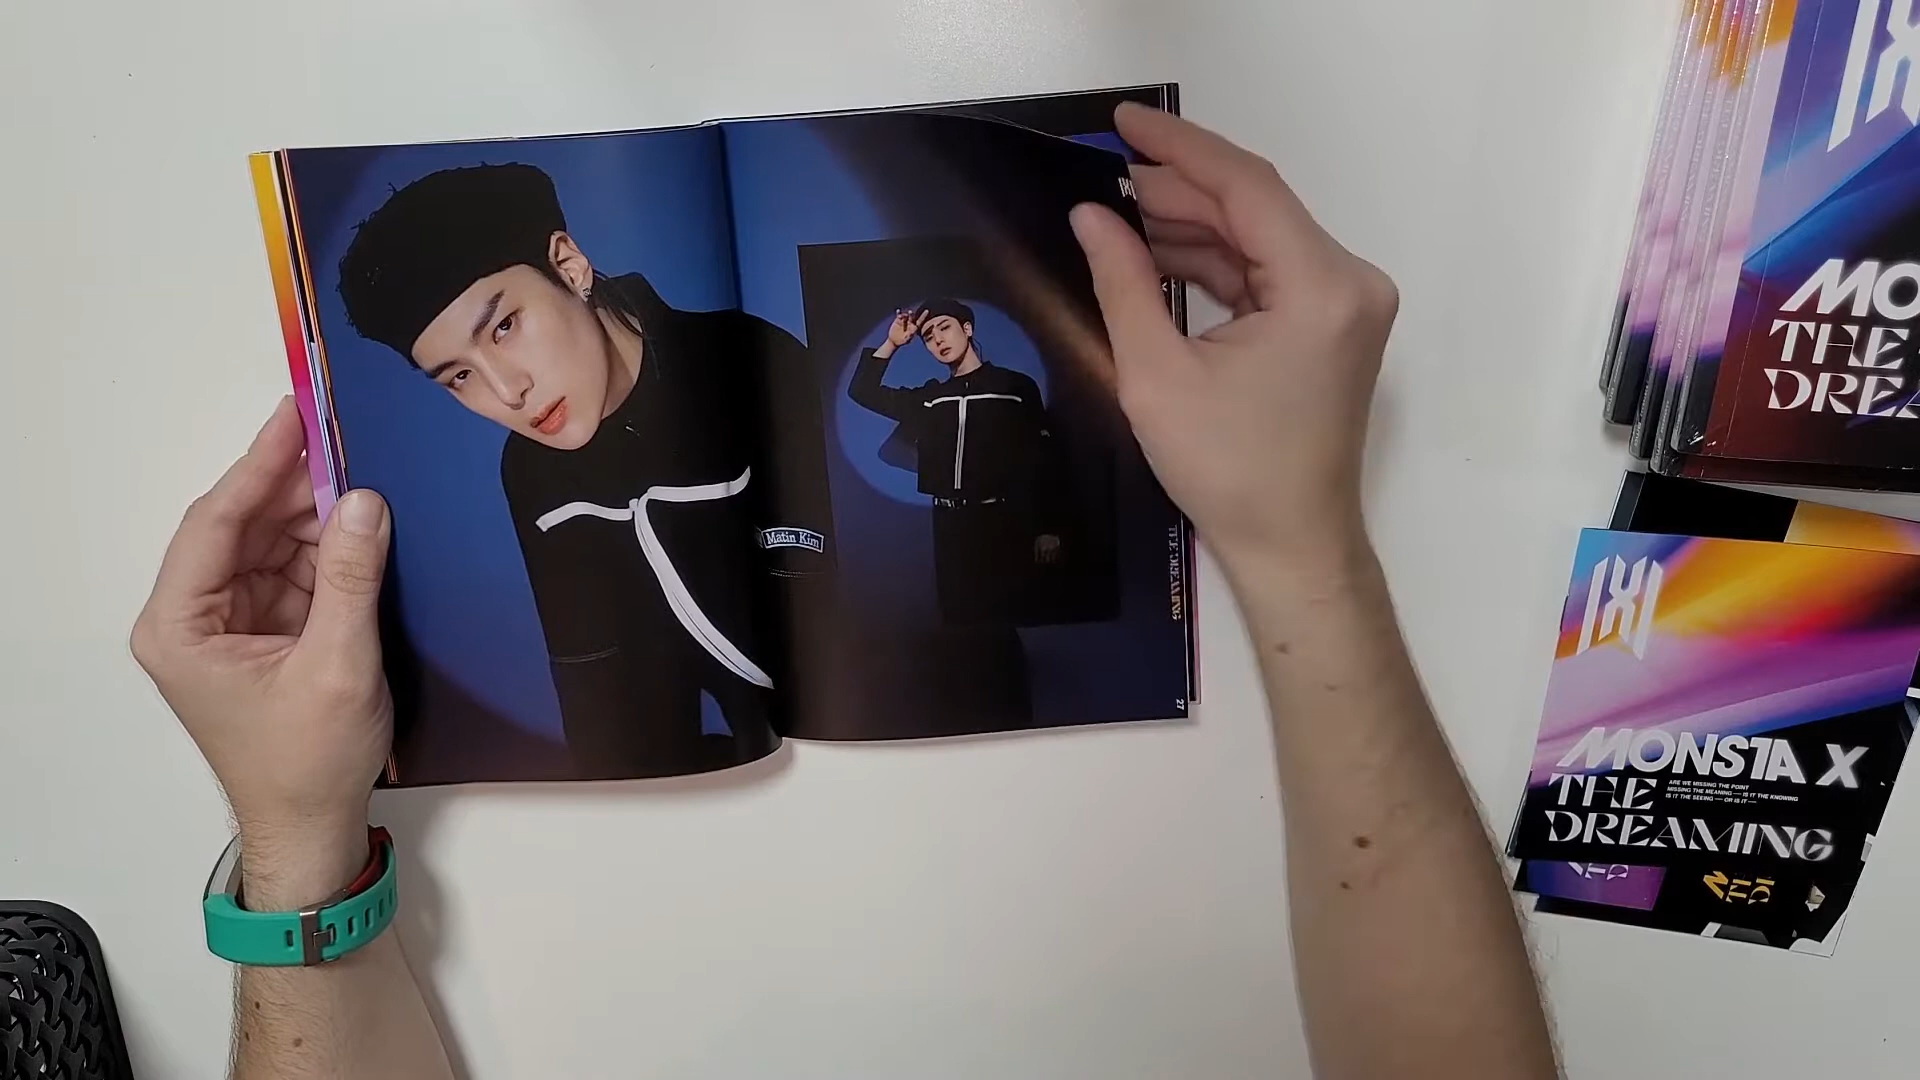 Matin Kim
THE DREAMING
27
MO
THE
DREA
MONSTA X
THE
ARE WE MISSING THE POINT
MISSING THE MEANING — IS IT THE KNOWING
IS IT THE SEEING — OR IS IT —
DREAMING